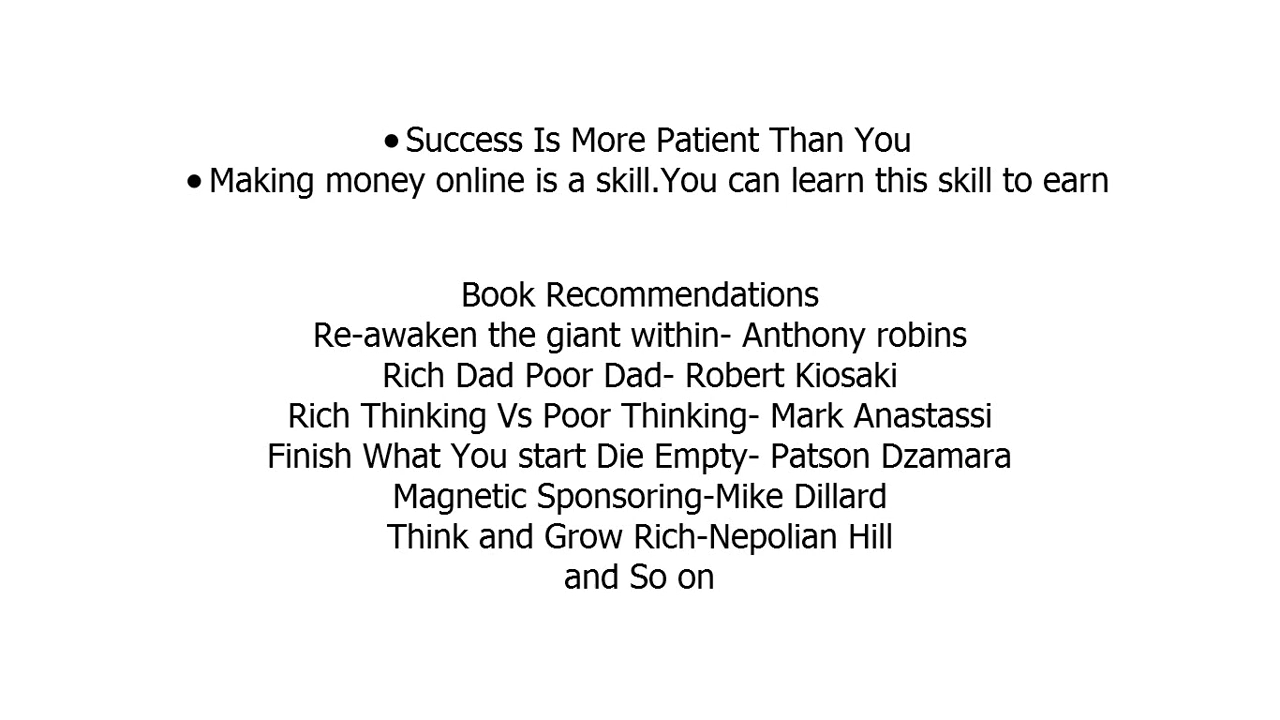 • Success Is More Patient Than You
• Making money online is a skill.You can learn this skill to earn
Book Recommendations
Re-awaken the giant within- Anthony robins
Rich Dad Poor Dad- Robert Kiosaki
Rich Thinking Vs Poor Thinking- Mark Anastassi
Finish What You start Die Empty- Patson Dzamara
Magnetic Sponsoring-Mike Dillard
Think and Grow Rich-Nepolian Hill
and So on